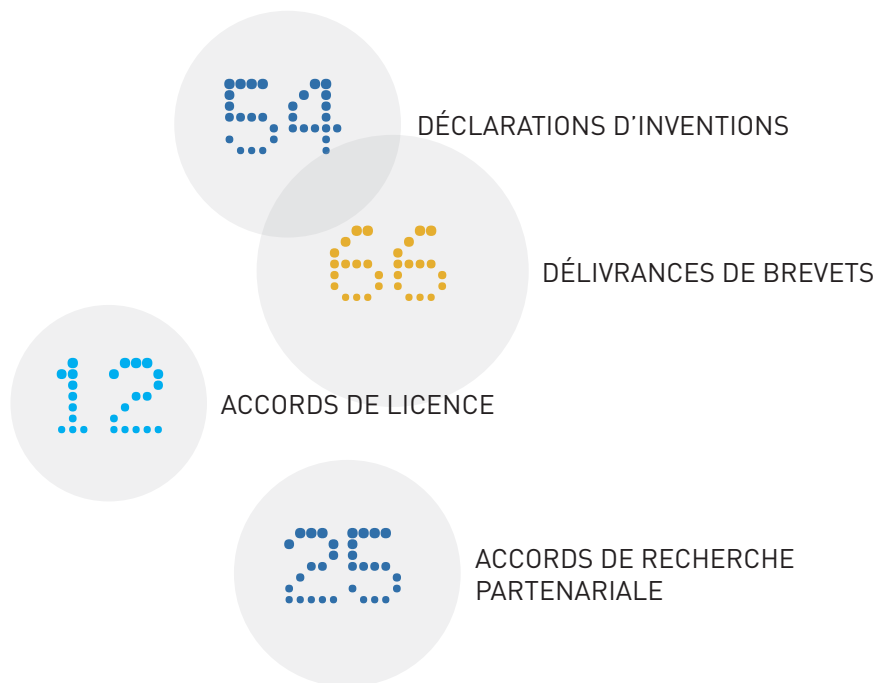 54
DÉCLARATIONS D'INVENTIONS
66
DÉLIVRANCES DE BREVETS
12
ACCORDS DE LICENCE
25
ACCORDS DE RECHERCHE
PARTENARIALE